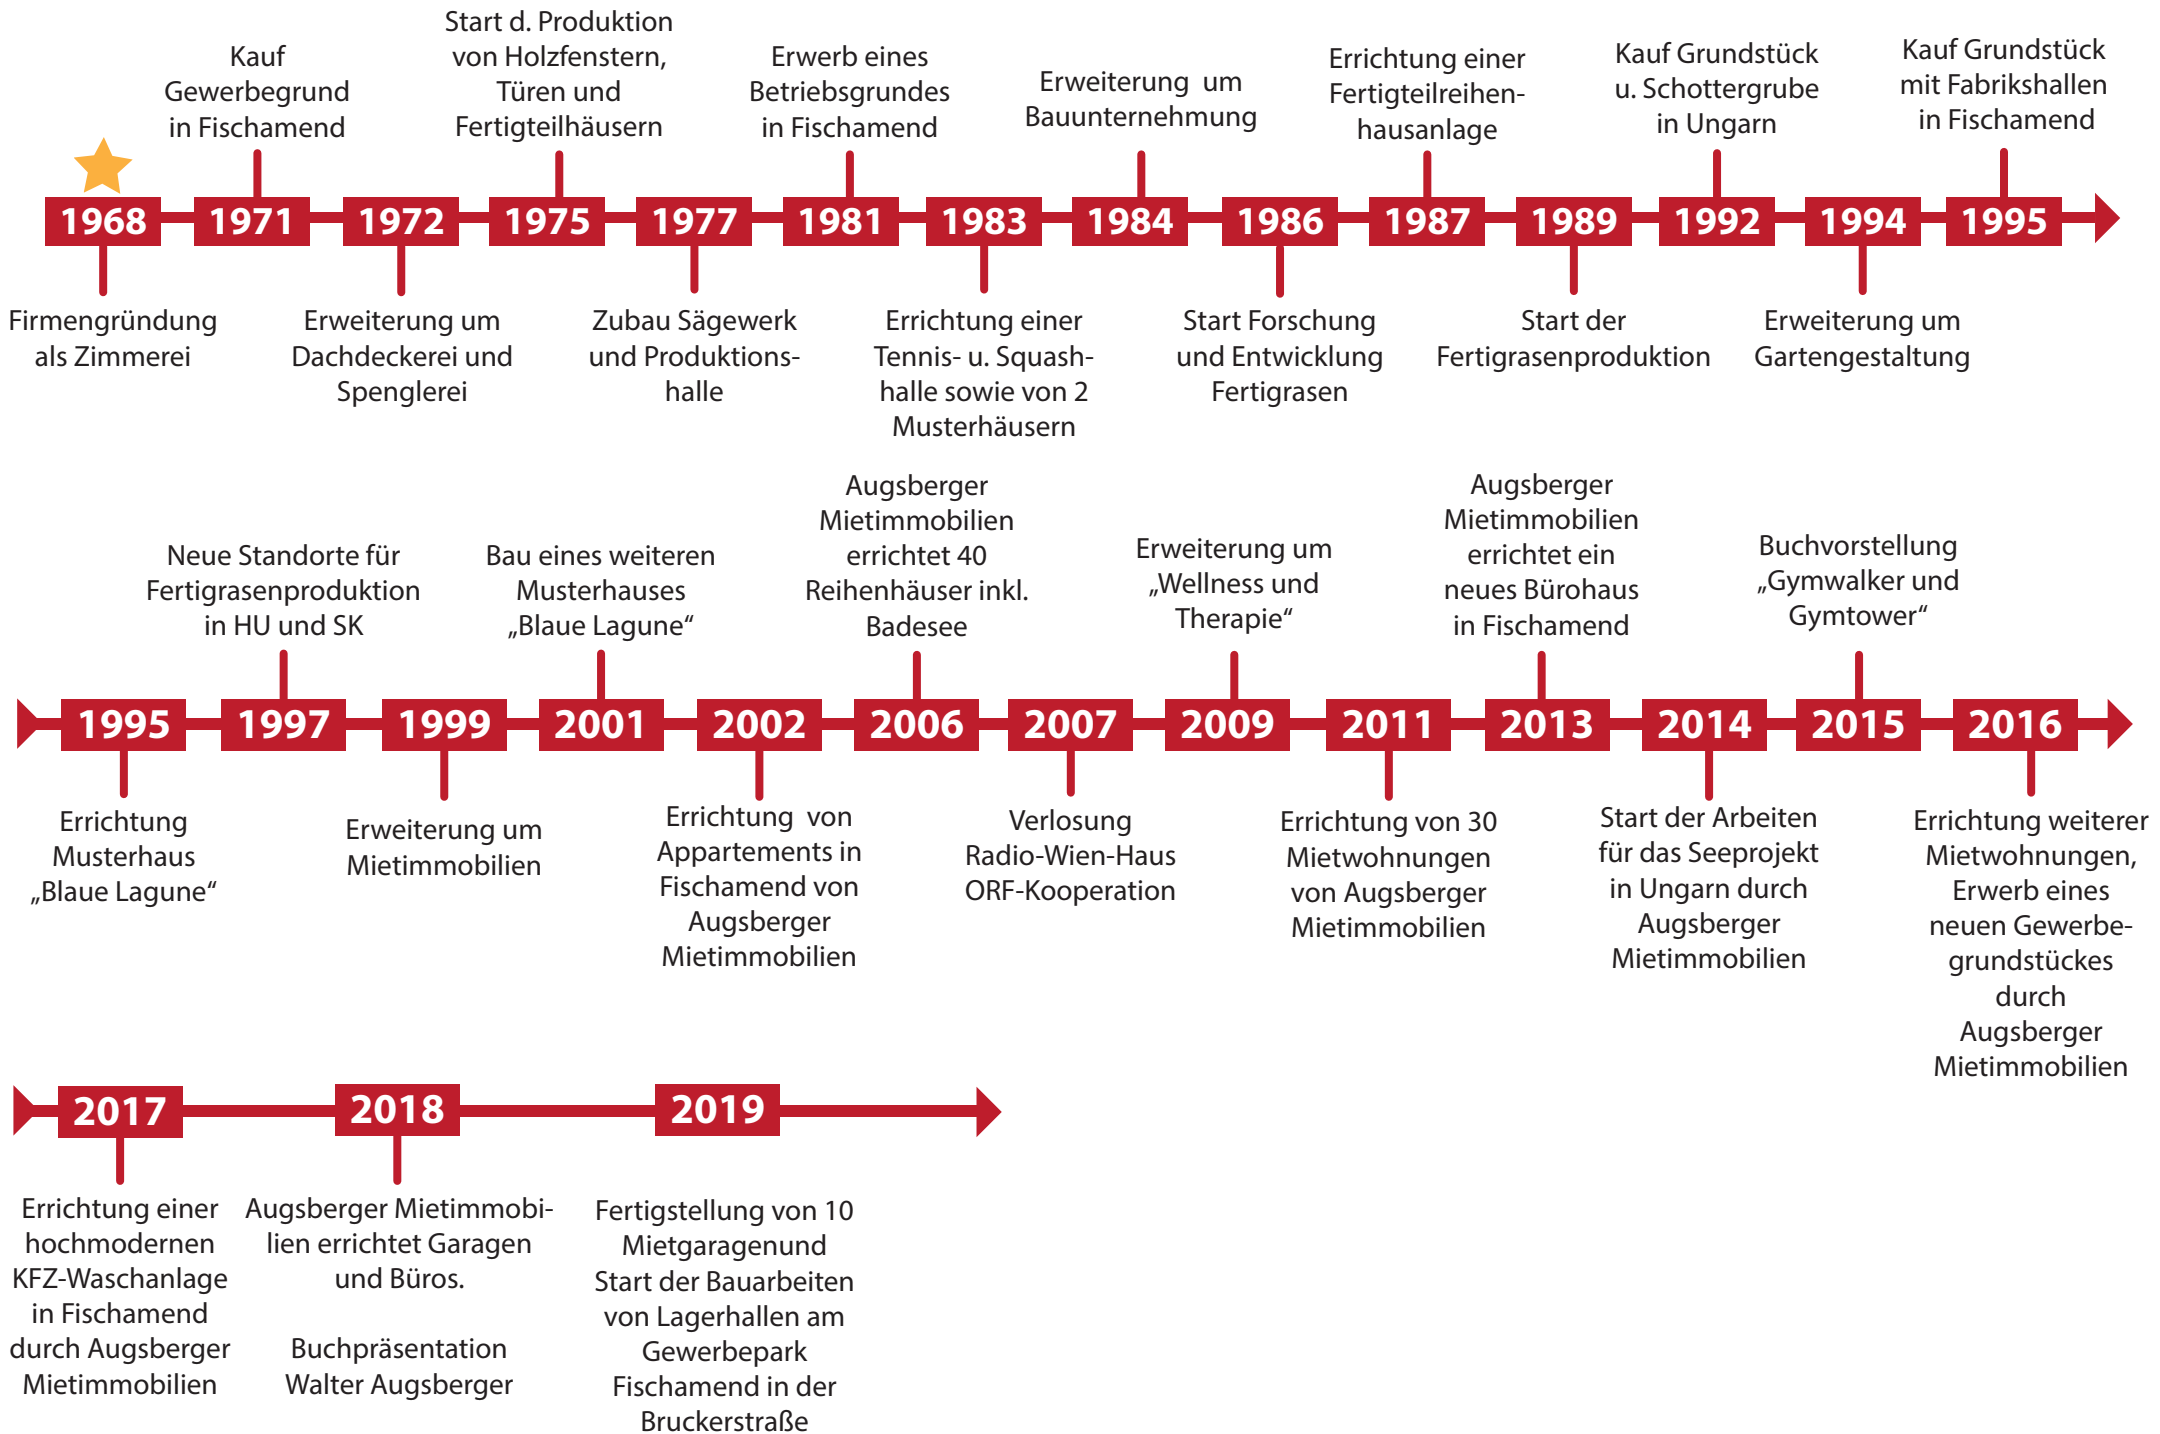 1968
Firmengründung
als Zimmerei
Kauf
Gewerbegrund
in Fischamend
1971
1972
Erweiterung um
Dachdeckerei und
Spenglerei
Start d. Produktion
von Holzfenstern,
Türen und
Fertigteilhäusern
1975
1977
Zubau Sägewerk
und Produktions-
halle
Erwerb eines
Betriebsgrundes
in Fischamend
1981
1983
Errichtung einer
Tennis- u. Squash-
halle sowie von 2
Musterhäusern
Erweiterung um
Bauunternehmung
1984
1986
Start Forschung
und Entwicklung
Fertigrasen
Errichtung einer
Fertigteilreihen-
hausanlage
1987
1989
Start der
Fertigrasenproduktion
Kauf Grundstück
u. Schottergrube
in Ungarn
1992
1994
Erweiterung um
Gartengestaltung
Kauf Grundstück
mit Fabrikshallen
in Fischamend
1995
1995
Errichtung
Musterhaus
„Blaue Lagune“
Neue Standorte für
Fertigrasenproduktion
in HU und SK
1997
1999
Erweiterung um
Mietimmobilien
Bau eines weiteren
Musterhauses
„Blaue Lagune“
2001
2002
Errichtung von
Appartements in
Fischamend von
Augsberger
Mietimmobilien
Augsberger
Mietimmobilien
errichtet 40
Reihenhäuser inkl.
Badesee
2006
2007
Verlosung
Radio-Wien-Haus
ORF-Kooperation
Erweiterung um
„Wellness und
Therapie“
2009
2011
Errichtung von 30
Mietwohnungen
von Augsberger
Mietimmobilien
Augsberger
Mietimmobilien
errichtet ein
neues Bürohaus
in Fischamend
2013
2014
Start der Arbeiten
für das Seeprojekt
in Ungarn durch
Augsberger
Mietimmobilien
Buchvorstellung
„Gymwalker und
Gymtower“
2015
2016
Errichtung weiterer
Mietwohnungen,
Erwerb eines
neuen Gewerbe-
grundstückes
durch
Augsberger
Mietimmobilien
2017
Errichtung einer
hochmodernen
KFZ-Waschanlage
in Fischamend
durch Augsberger
Mietimmobilien
2018
Augsberger Mietimmobi-
lien errichtet Garagen
und Büros.
Buchpräsentation
Walter Augsberger
2019
Fertigstellung von 10
Mietgaragenund
Start der Bauarbeiten
von Lagerhallen am
Gewerbepark
Fischamend in der
Bruckerstraße